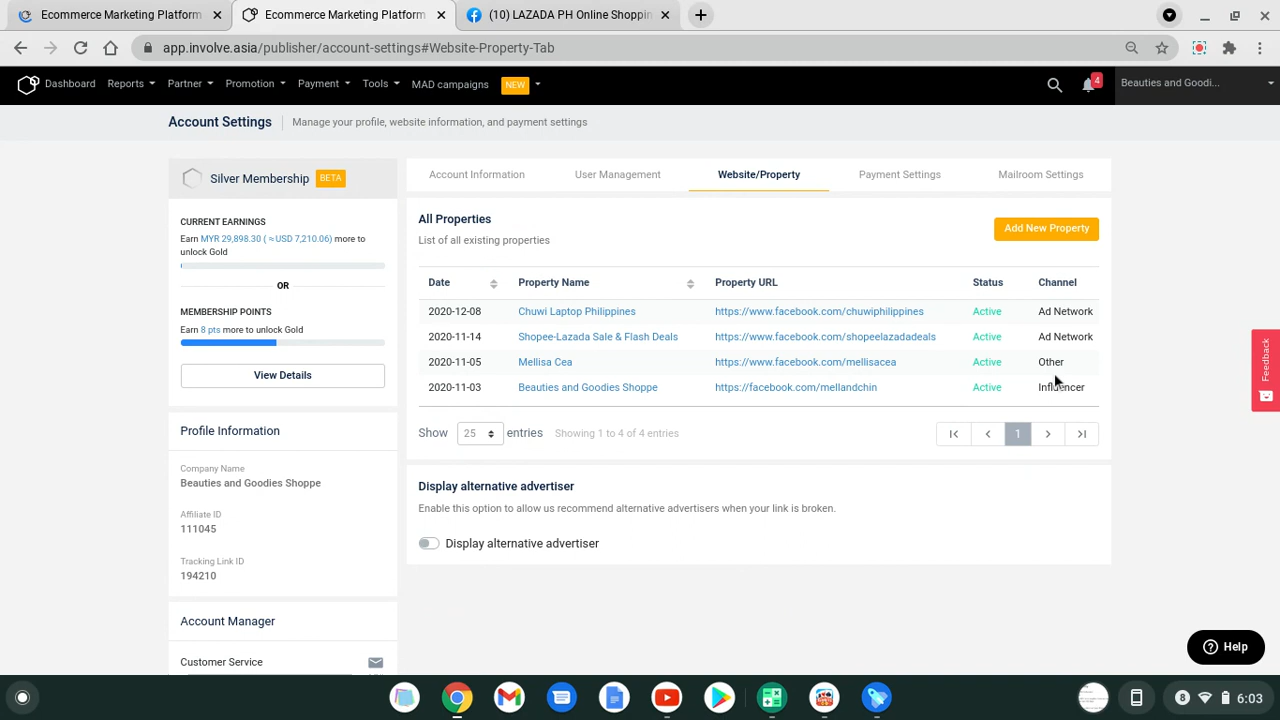 Ecommerce Marketing Platform
Ecommerce Marketing Platform
(10) LAZADA PH Online Shoppin
app.involve.asia/publisher/account-settings#Website-Property-Tab
Dashboard Reports Partner Promotion Payment Tools MAD campaigns NEW 4 Beauties and Goodi...
Account Settings Manage your profile, website information, and payment settings
Silver Membership BETA
CURRENT EARNINGS
Earn MYR 29,898.30 ( ≈USD 7,210.06) more to
unlock Gold
OR
MEMBERSHIP POINTS
Earn 8 pts more to unlock Gold
View Details
Profile Information
Company Name
Beauties and Goodies Shoppe
Affiliate ID
111045
Tracking Link ID
194210
Account Manager
Customer Service
Account Information User Management Website/Property Payment Settings Mailroom Settings
All Properties
List of all existing properties
Add New Property
Date Property Name Property URL Status Channel
2020-12-08 Chuwi Laptop Philippines https://www.facebook.com/chuwiphilippines Active Ad Network
2020-11-14 Shopee-Lazada Sale & Flash Deals https://www.facebook.com/shopeelazadadeals Active Ad Network
2020-11-05 Mellisa Cea https://www.facebook.com/mellisacea Active Other
2020-11-03 Beauties and Goodies Shoppe https://facebook.com/mellandchin Active Influencer
Show 25 entries Showing 1 to 4 of 4 entries 1
Display alternative advertiser
Enable this option to allow us recommend alternative advertisers when your link is broken.
Display alternative advertiser
Feedback
Help
8 6:03